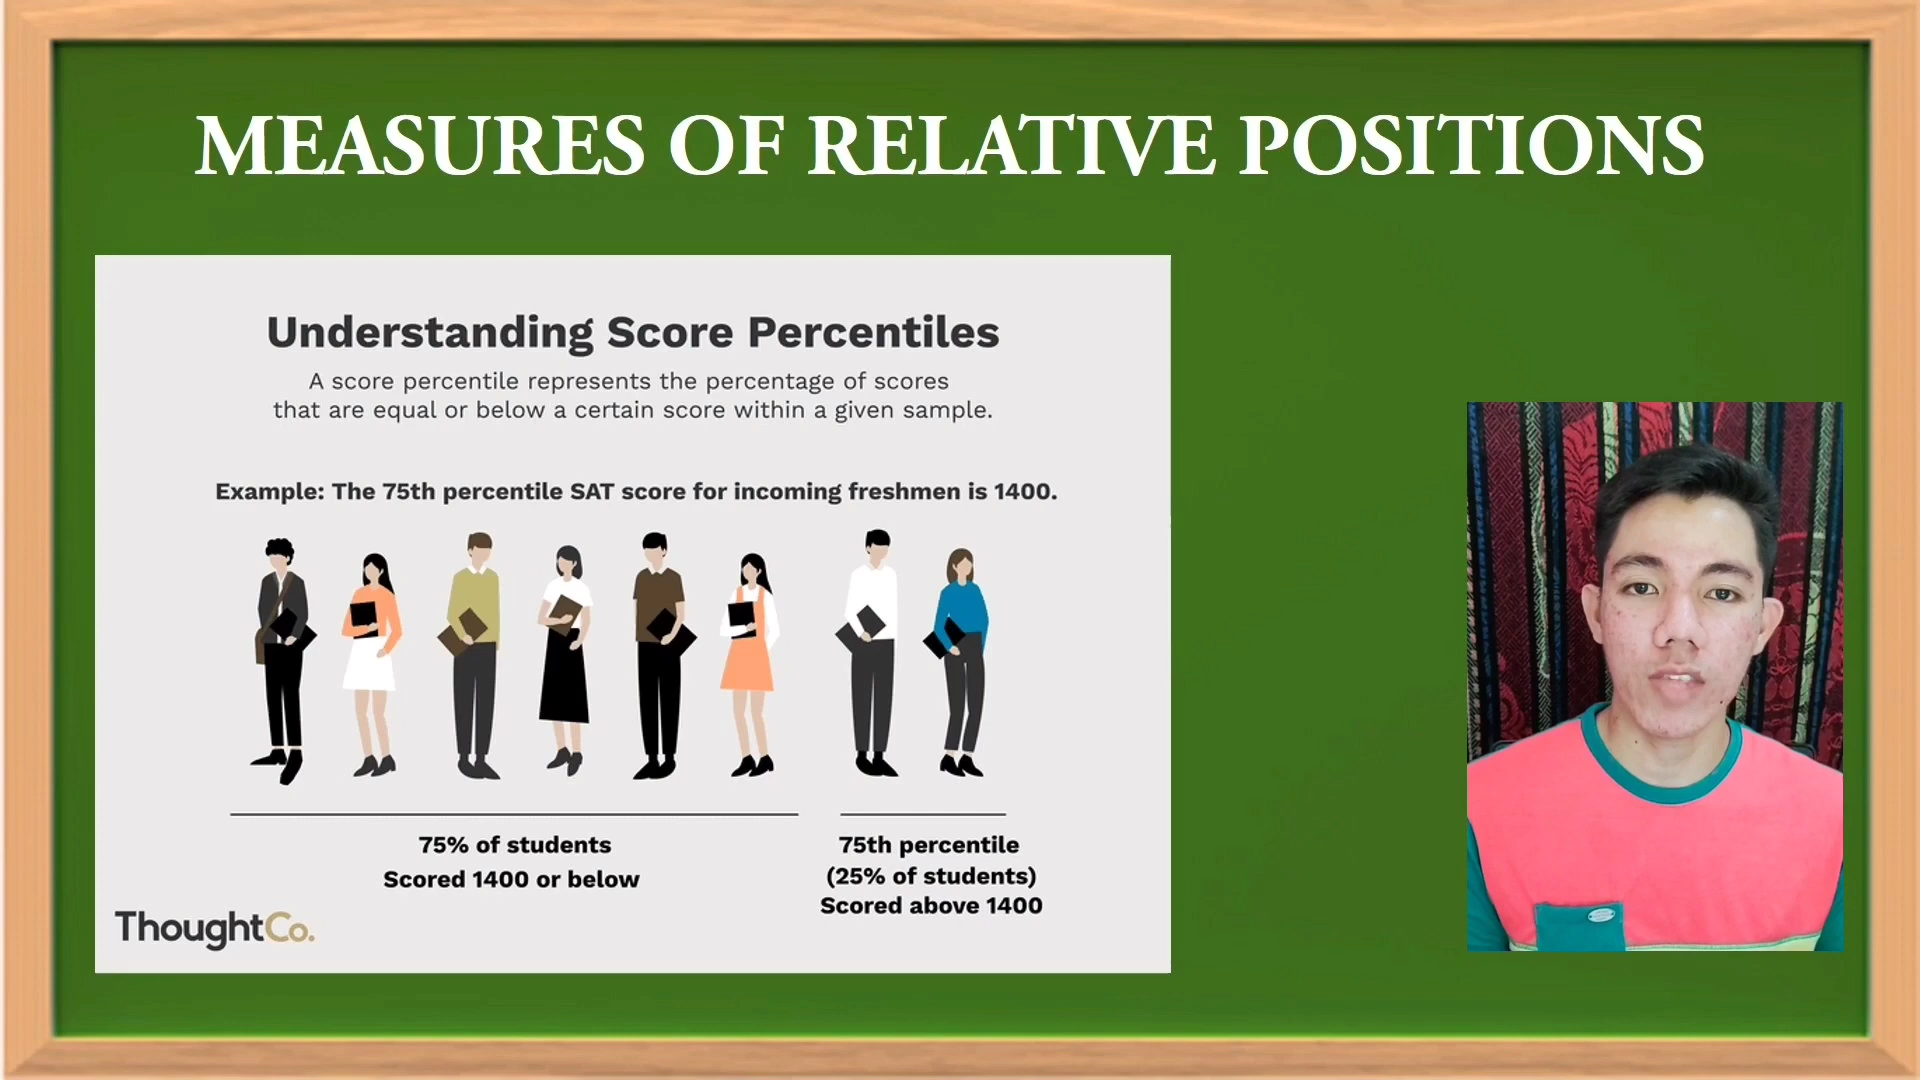 MEASURES OF RELATIVE POSITIONS
Understanding Score Percentiles
A score percentile represents the percentage of scores
that are equal or below a certain score within a given sample.
Example: The 75th percentile SAT score for incoming freshmen is 1400.
75% of students
Scored 1400 or below
75th percentile
(25% of students)
Scored above 1400
ThoughtCo.